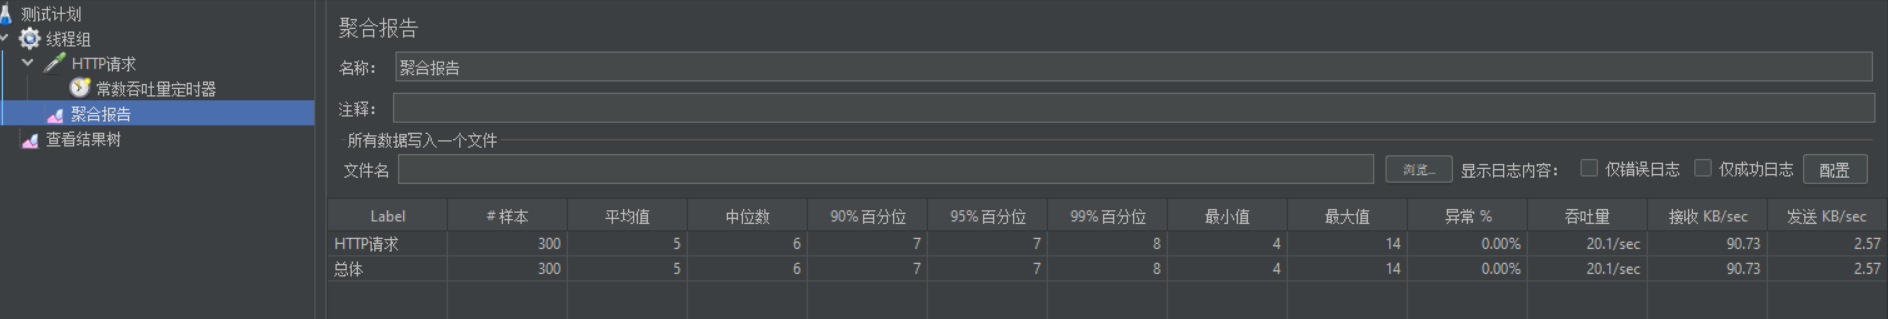 测试计划
线程组
HTTP请求
常数吞吐量定时器
聚合报告
查看结果树
聚合报告
名称： 聚合报告
注释：
所有数据写入一个文件
文件名 浏览... 显示日志内容： 仅错误日志 仅成功日志 配置
Label # 样本 平均值 中位数 90% 百分位 95% 百分位 99% 百分位 最小值 最大值 异常 % 吞吐量 接收 KB/sec 发送 KB/sec
HTTP请求 300 5 6 7 7 8 4 14 0.00% 20.1/sec 90.73 2.57
总体 300 5 6 7 7 8 4 14 0.00% 20.1/sec 90.73 2.57